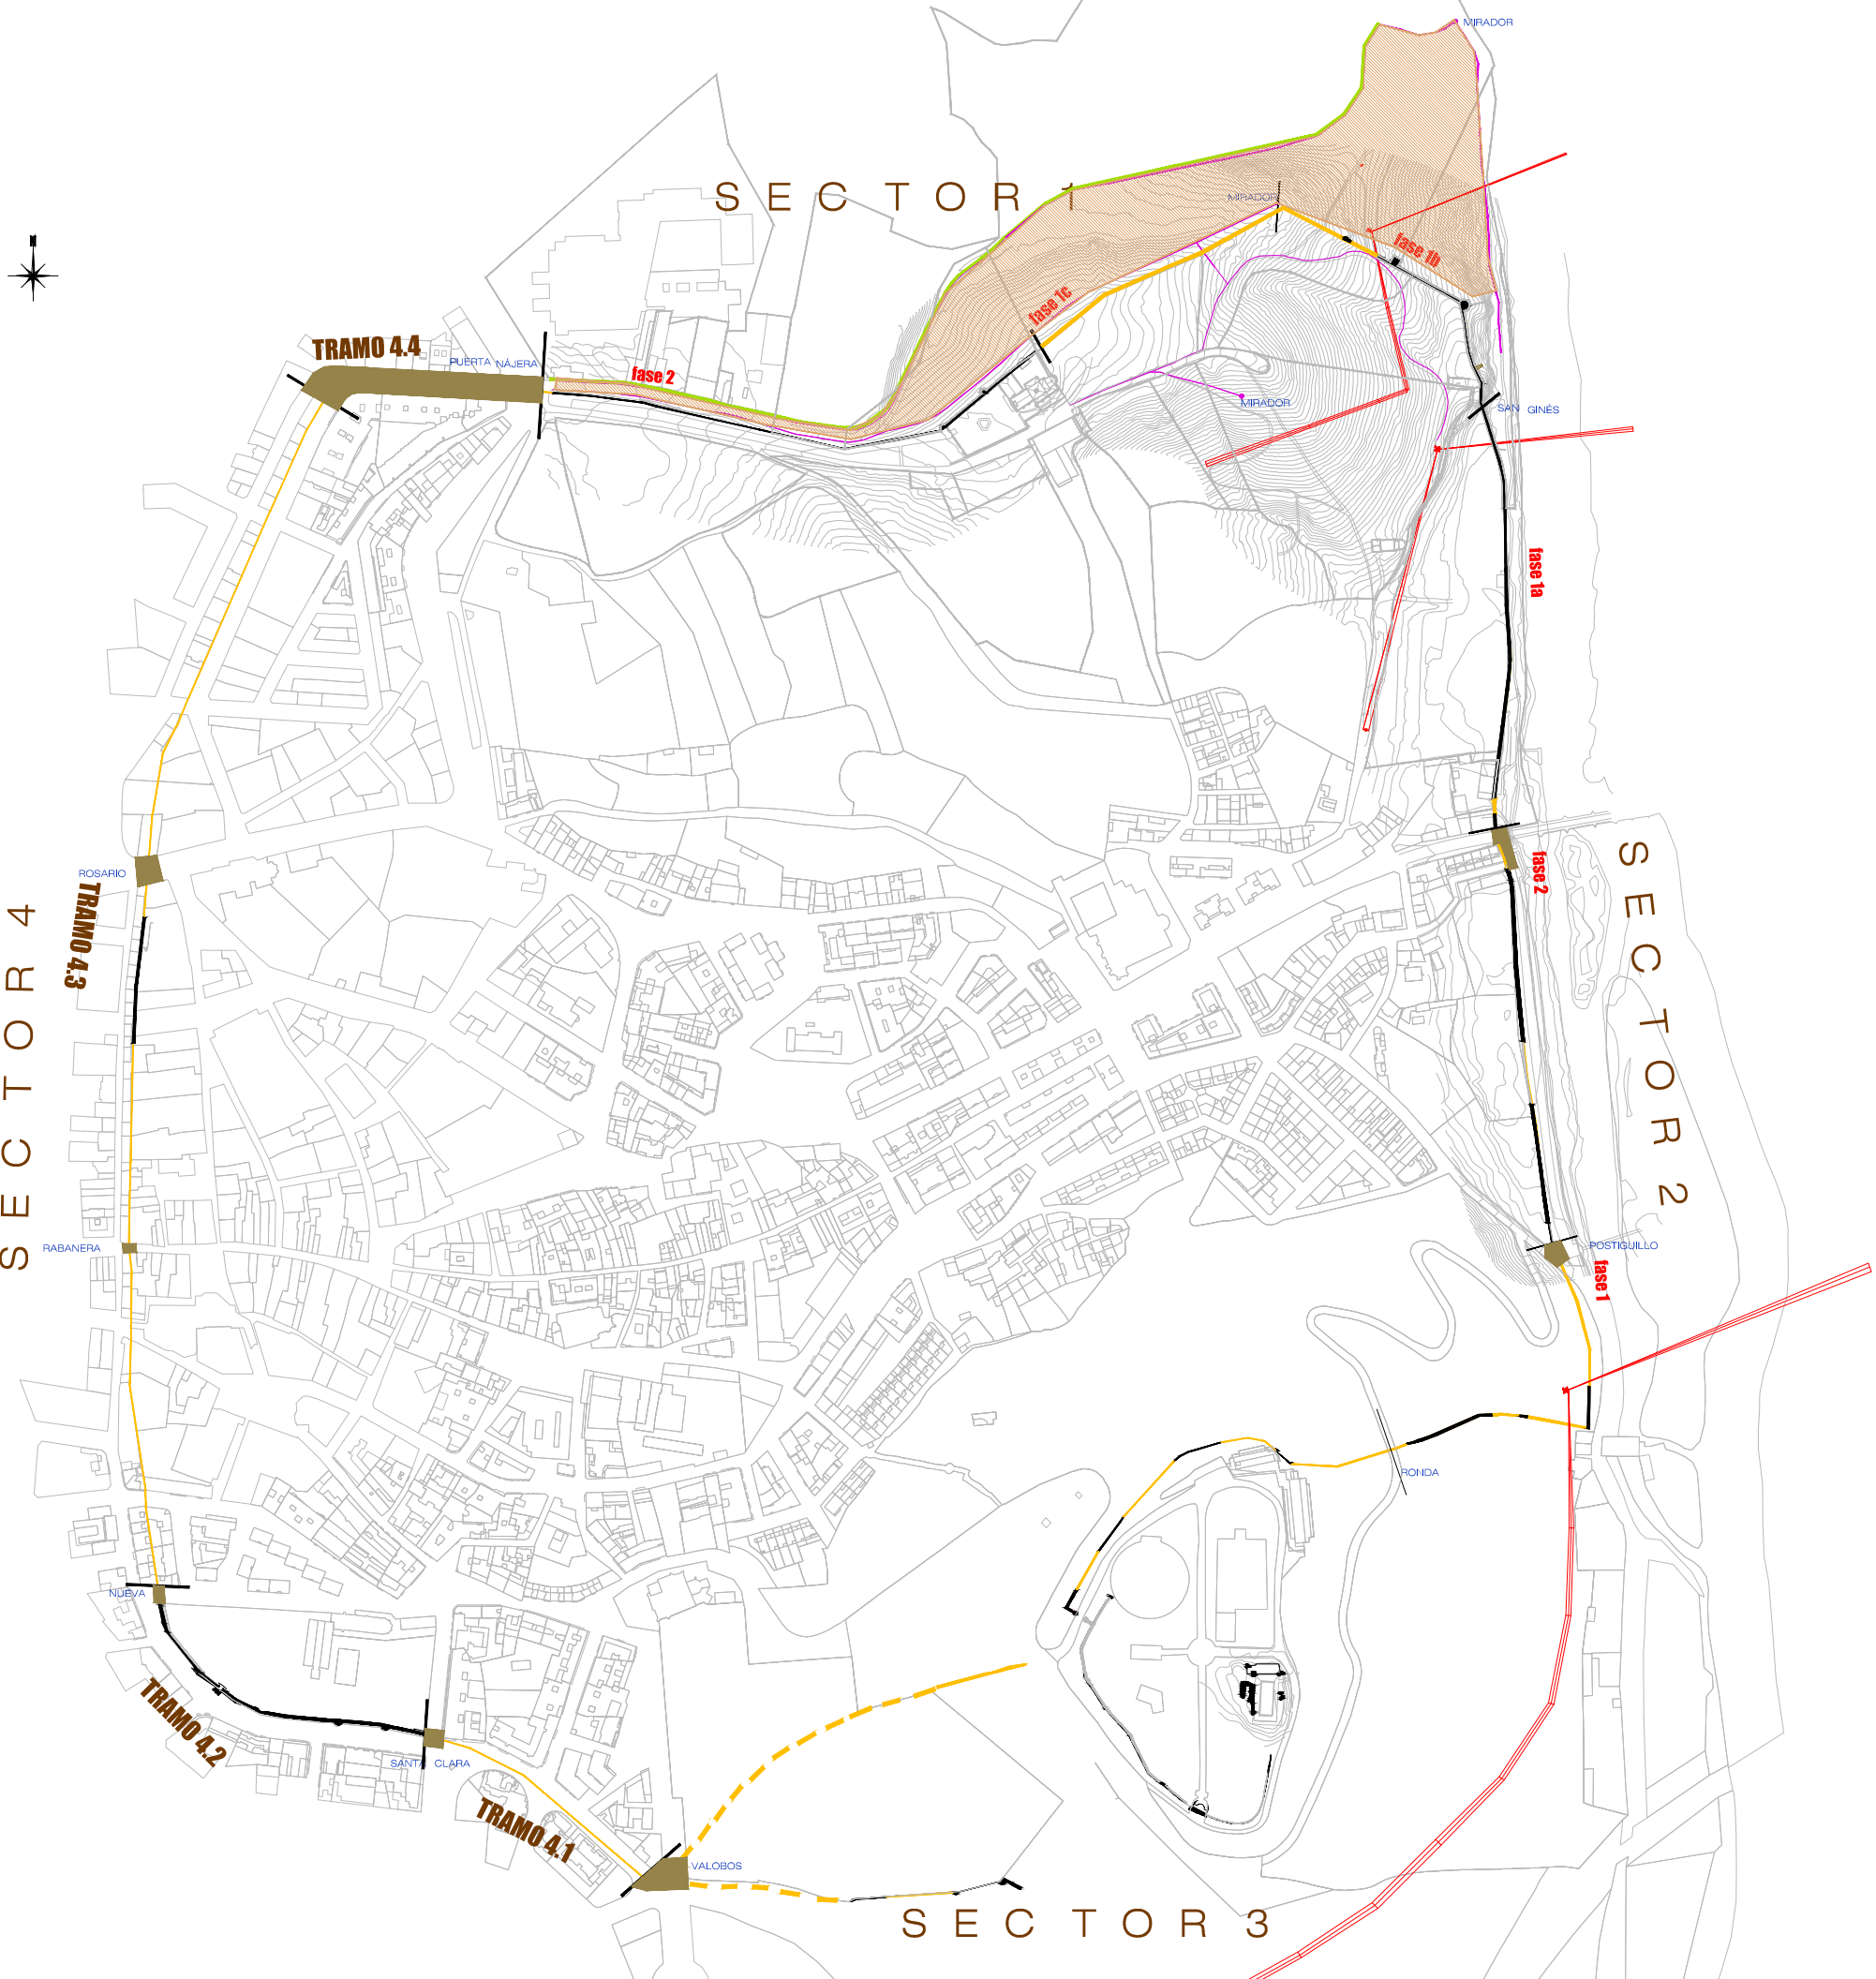 MIRADOR
SECTOR 1
MIRADOR
fase 1b
fase 1c
TRAMO 4.4
PUERTA NÁJERA
fase 2
MIRADOR
SAN GINÉS
fase 1a
SECTOR 4
ROSARIO
TRAMO 4.3
fase 2
SECTOR 2
RABANERA
POSTIGUILLO
fase 1
RONDA
NUEVA
TRAMO 4.2
SANTA CLARA
TRAMO 4.1
VALOBOS
SECTOR 3